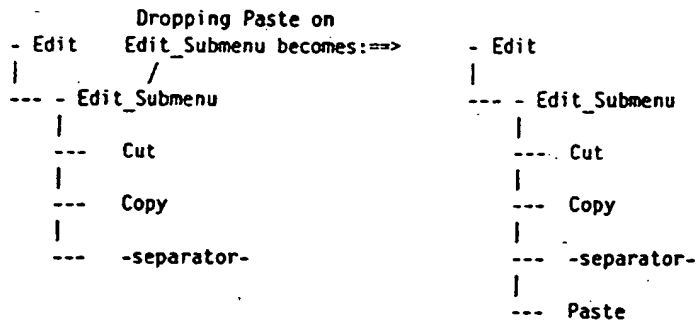 Dropping Paste on
- Edit Edit_Submenu becomes:==> - Edit
| / |
--- - Edit_Submenu --- - Edit_Submenu
| |
--- Cut --- Cut
| |
--- Copy --- Copy
| |
--- -separator- --- -separator-
|
--- Paste